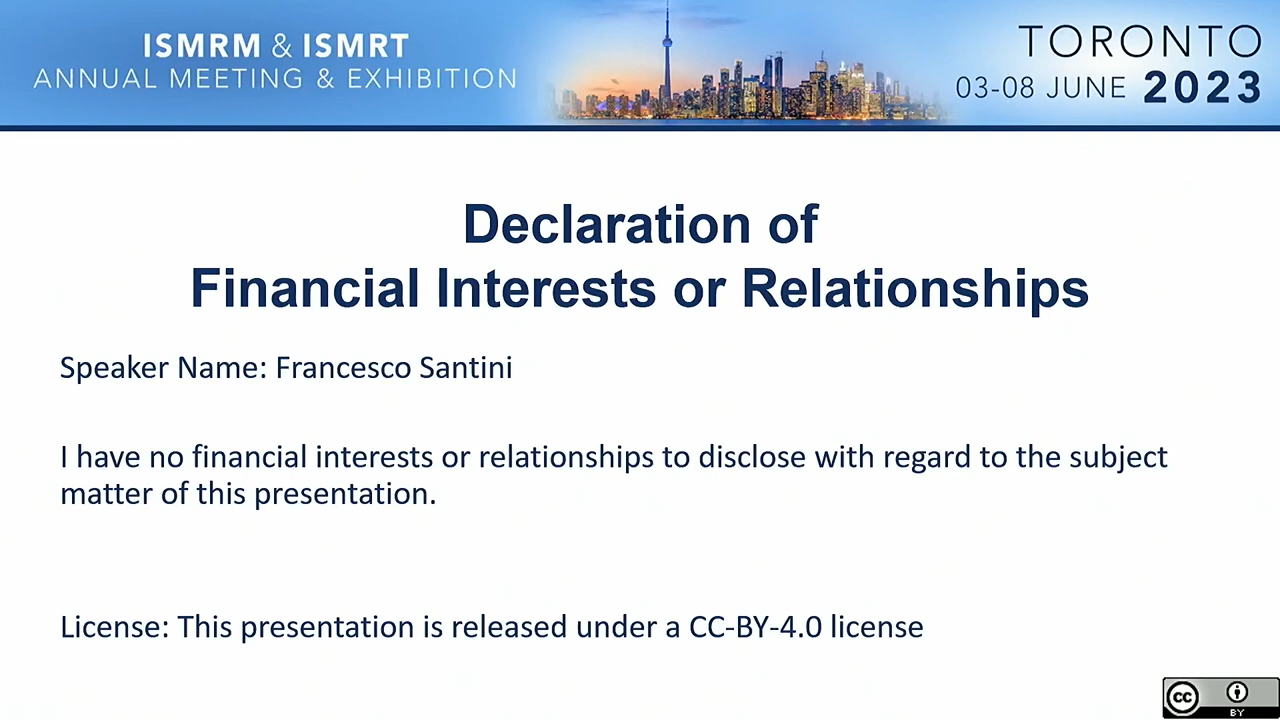 ISMRM & ISMRT
ANNUAL MEETING & EXHIBITION
TORONTO
03-08 JUNE 2023
Declaration of
Financial Interests or Relationships
Speaker Name: Francesco Santini
I have no financial interests or relationships to disclose with regard to the subject
matter of this presentation.
License: This presentation is released under a CC-BY-4.0 license
cc
BY